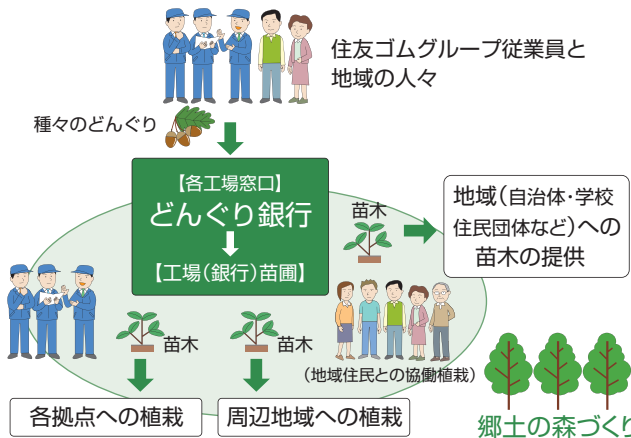 住友ゴムグループ従業員と
地域の人々
種々のどんぐり
【各工場窓口】
どんぐり銀行
【工場（銀行）苗圃】
苗木
地域（自治体・学校
住民団体など）への
苗木の提供
苗木
苗木
（地域住民との協働植栽）
各拠点への植栽
周辺地域への植栽
郷土の森づくり